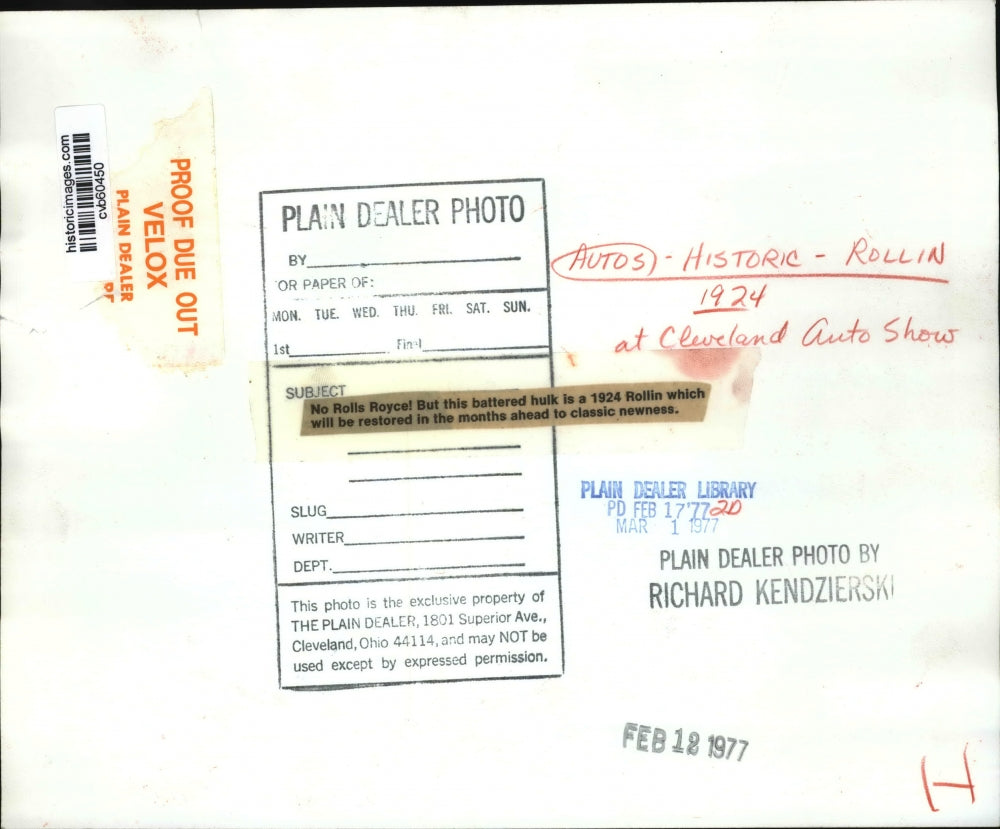 historicimages.com
cvb60450
PROOF DUE OUT
VELOX
PLAIN DEALER
PLAIN DEALER PHOTO
BY
OR PAPER OF:
MON. TUE. WED. THU. FRI. SAT. SUN.
1st Final
SUBJECT
No Rolls Royce! But this battered hulk is a 1924 Rollin which
will be restored in the months ahead to classic newness.
SLUG
WRITER
DEPT.
This photo is the exclusive property of
THE PLAIN DEALER, 1801 Superior Ave.,
Cleveland, Ohio 44114, and may NOT be
used except by expressed permission.
AUTOS - HISTORIC - ROLLIN
1924
at Cleveland Auto Show
PLAIN DEALER LIBRARY
PD FEB 17 '77 2D
MAR 1 1977
PLAIN DEALER PHOTO BY
RICHARD KENDZIERSKI
FEB 12 1977